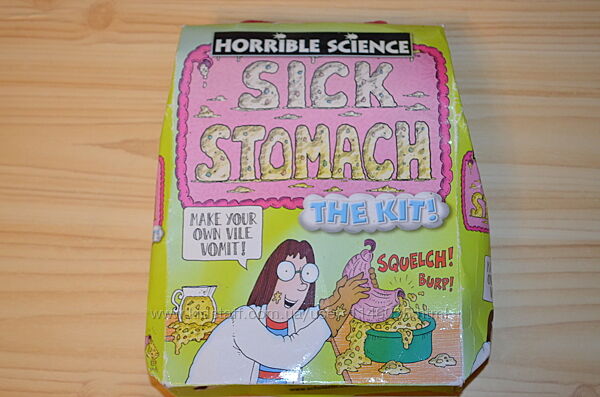 HORRIBLE SCIENCE
SICK
STOMACH
THE KIT!
MAKE YOUR
OWN VILE
VOMIT!
SQUELCH!
BURP!